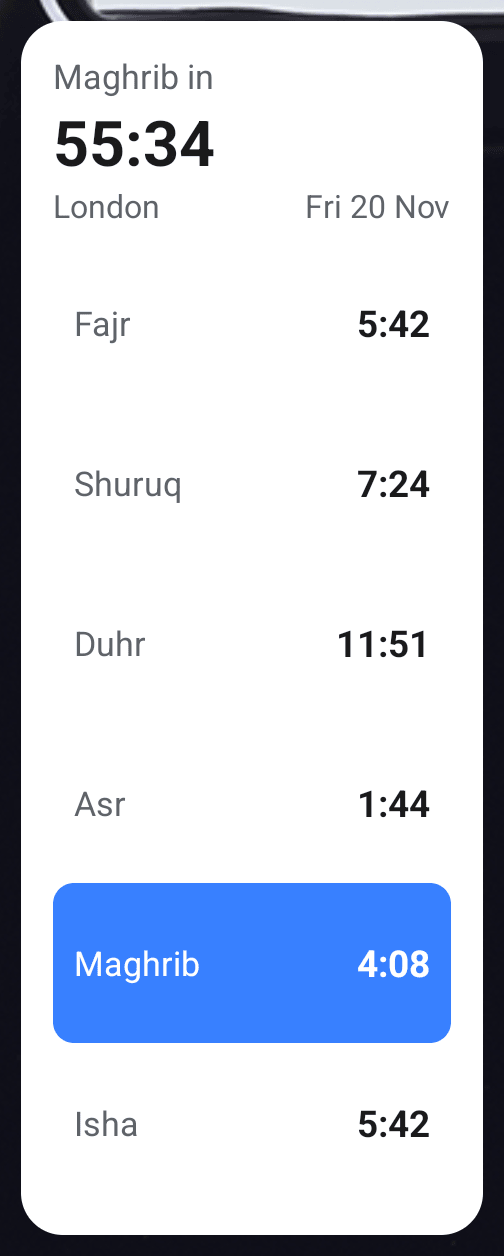 Maghrib in
55:34
London Fri 20 Nov
Fajr 5:42
Shuruq 7:24
Duhr 11:51
Asr 1:44
Maghrib 4:08
Isha 5:42